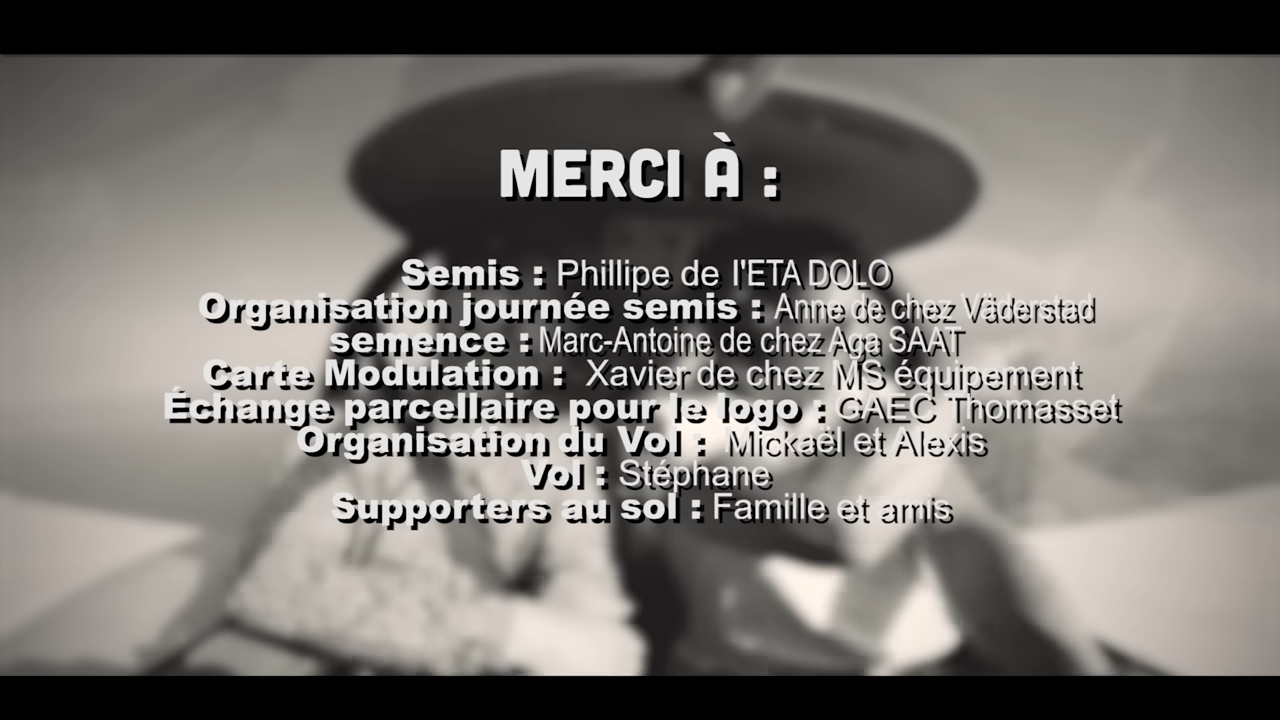 MERCI À :
Semis : Phillipe de l'ETA DOLO
Organisation journée semis : Anne de chez Väderstad
semence : Marc-Antoine de chez Aga SAAT
Carte Modulation : Xavier de chez MS équipement
Échange parcellaire pour le logo : GAEC Thomasset
Organisation du Vol : Mickaël et Alexis
Vol : Stéphane
Supporters au sol : Famille et amis